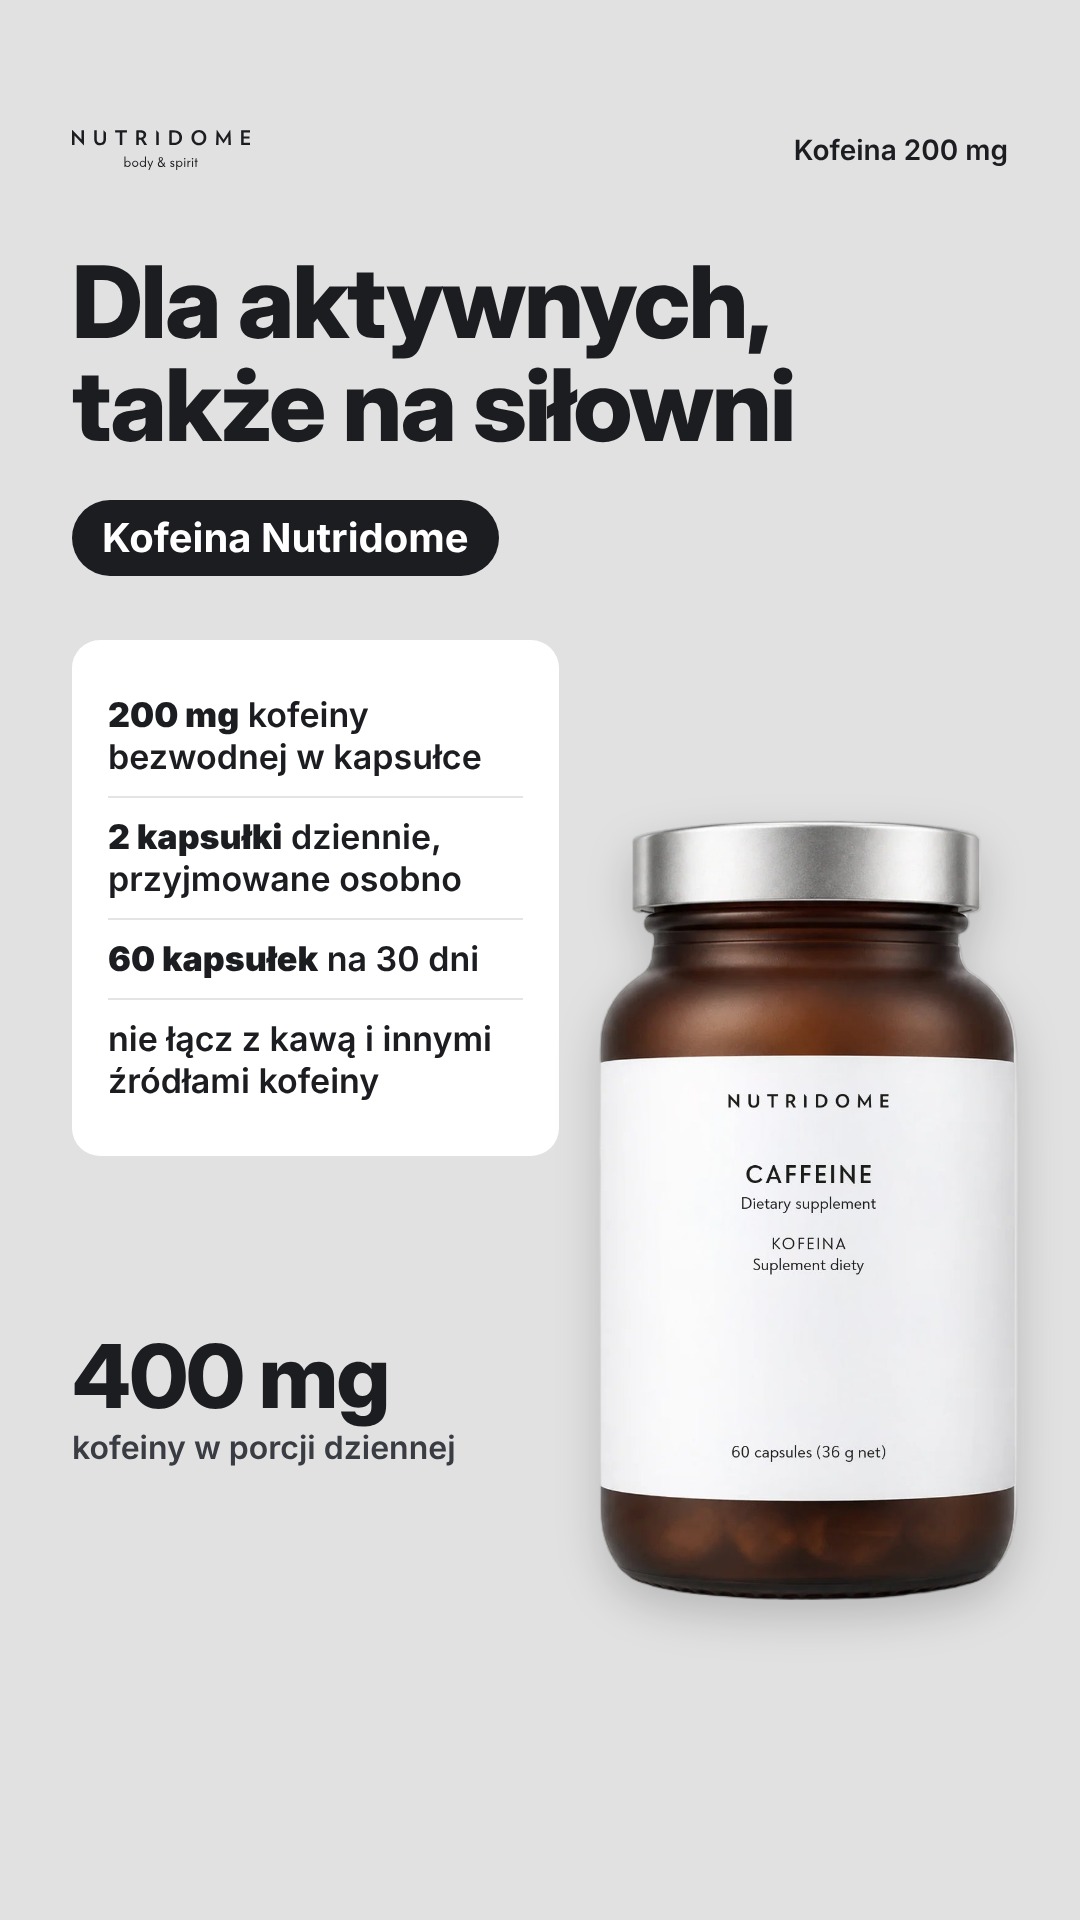 NUTRIDOME
body & spirit
Kofeina 200 mg
Dla aktywnych,
także na siłowni
Kofeina Nutridome
200 mg kofeiny
bezwodnej w kapsułce
2 kapsułki dziennie,
przyjmowane osobno
60 kapsułek na 30 dni
nie łącz z kawą i innymi
źródłami kofeiny
400 mg
kofeiny w porcji dziennej
NUTRIDOME
CAFFEINE
Dietary supplement
KOFEINA
Suplement diety
60 capsules (36 g net)